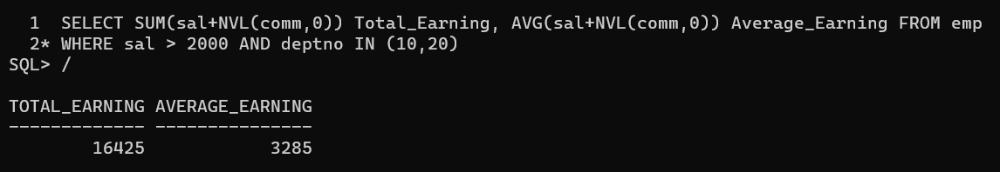 1  SELECT SUM(sal+NVL(comm,0)) Total_Earning, AVG(sal+NVL(comm,0)) Average_Earning FROM emp
2* WHERE sal > 2000 AND deptno IN (10,20)
SQL> /
TOTAL_EARNING AVERAGE_EARNING
------------- ---------------
16425            3285